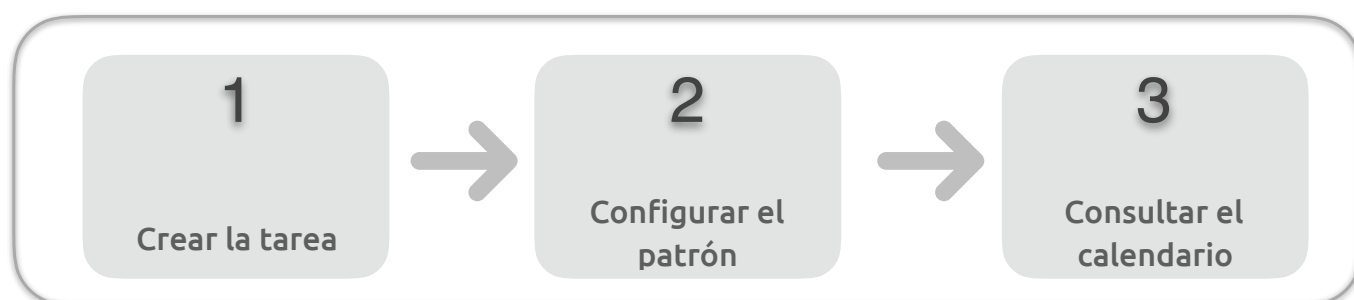 1
Crear la tarea
2
Configurar el
patrón
3
Consultar el
calendario